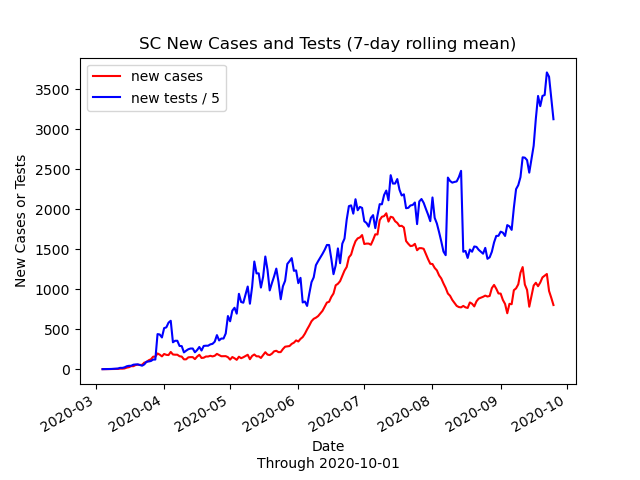 SC New Cases and Tests (7-day rolling mean)
new cases
new tests / 5
3500
3000
2500
2000
1500
1000
500
0
New Cases or Tests
2020-03
2020-04
2020-05
2020-06
2020-07
2020-08
2020-09
2020-10
Date
Through 2020-10-01